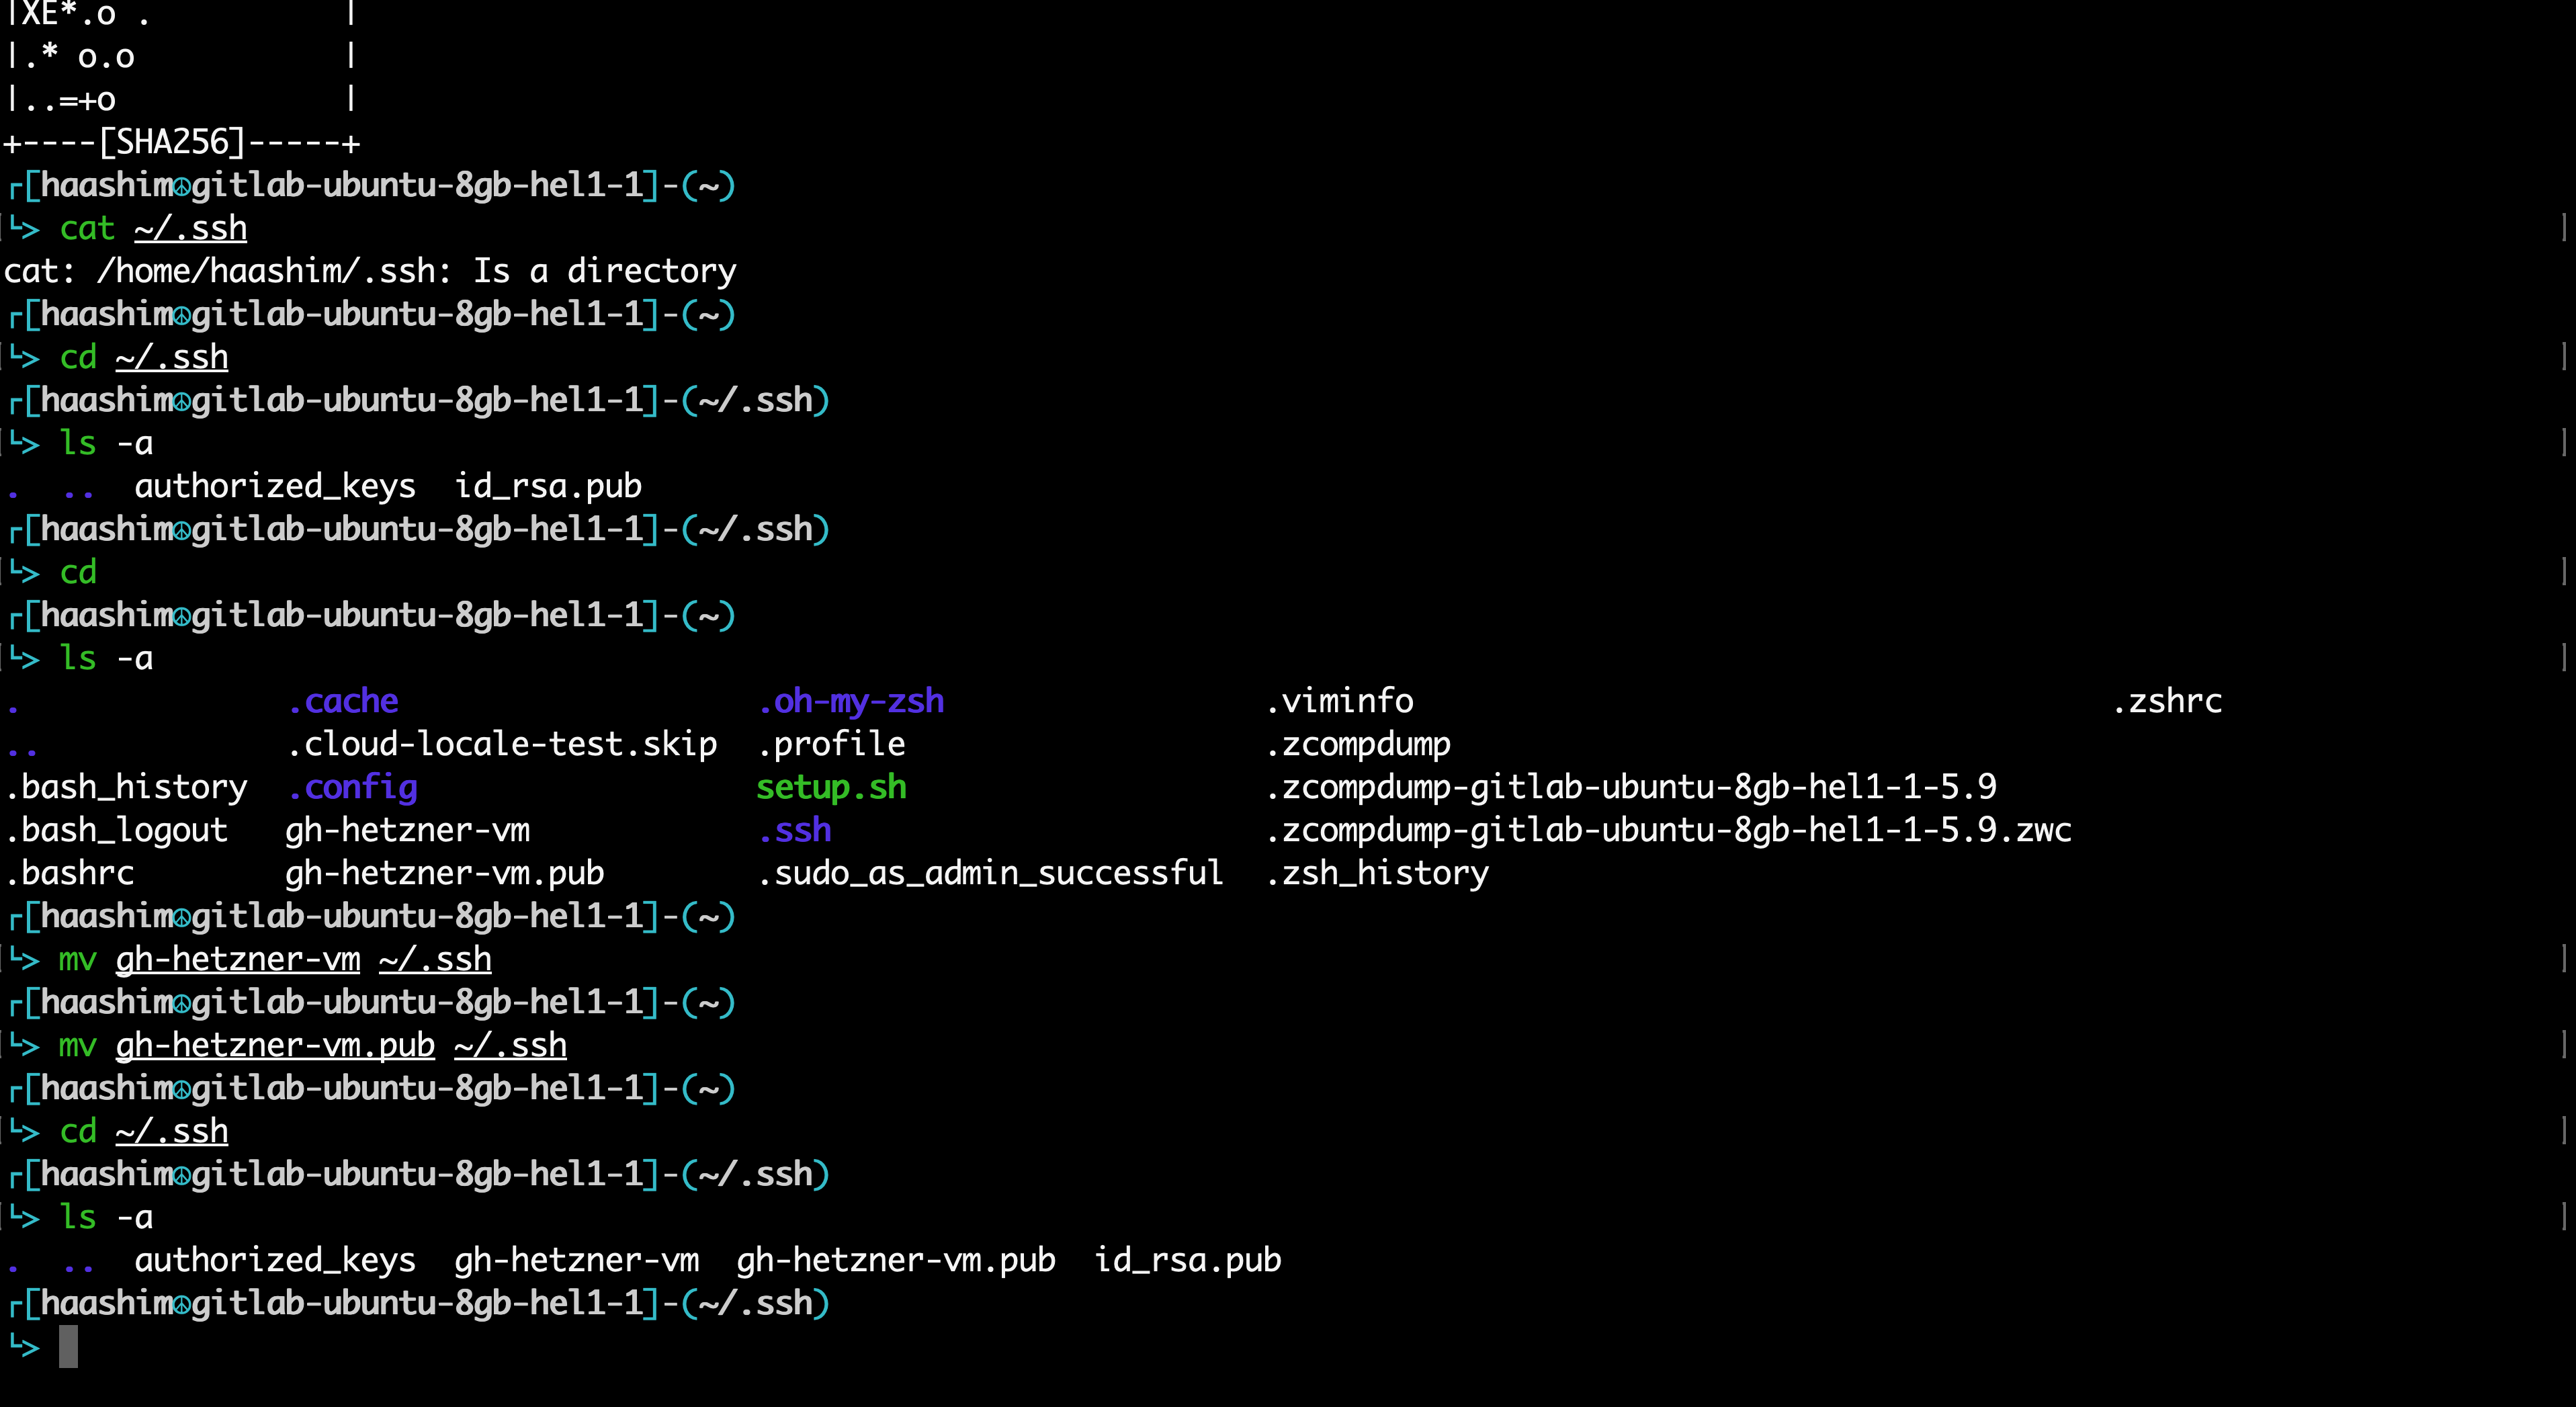 |XE*.o .          |
|.* o.o           |
|..=+o            |
+----[SHA256]-----+
┌[haashim☮gitlab-ubuntu-8gb-hel1-1]-(~)
└> cat ~/.ssh
cat: /home/haashim/.ssh: Is a directory
┌[haashim☮gitlab-ubuntu-8gb-hel1-1]-(~)
└> cd ~/.ssh
┌[haashim☮gitlab-ubuntu-8gb-hel1-1]-(~/.ssh)
└> ls -a
.  ..  authorized_keys  id_rsa.pub
┌[haashim☮gitlab-ubuntu-8gb-hel1-1]-(~/.ssh)
└> cd
┌[haashim☮gitlab-ubuntu-8gb-hel1-1]-(~)
└> ls -a
.              .cache                   .oh-my-zsh                 .viminfo                                     .zshrc
..             .cloud-locale-test.skip  .profile                   .zcompdump
.bash_history  .config                  setup.sh                   .zcompdump-gitlab-ubuntu-8gb-hel1-1-5.9
.bash_logout   gh-hetzner-vm            .ssh                       .zcompdump-gitlab-ubuntu-8gb-hel1-1-5.9.zwc
.bashrc        gh-hetzner-vm.pub        .sudo_as_admin_successful  .zsh_history
┌[haashim☮gitlab-ubuntu-8gb-hel1-1]-(~)
└> mv gh-hetzner-vm ~/.ssh
┌[haashim☮gitlab-ubuntu-8gb-hel1-1]-(~)
└> mv gh-hetzner-vm.pub ~/.ssh
┌[haashim☮gitlab-ubuntu-8gb-hel1-1]-(~)
└> cd ~/.ssh
┌[haashim☮gitlab-ubuntu-8gb-hel1-1]-(~/.ssh)
└> ls -a
.  ..  authorized_keys  gh-hetzner-vm  gh-hetzner-vm.pub  id_rsa.pub
┌[haashim☮gitlab-ubuntu-8gb-hel1-1]-(~/.ssh)
└>